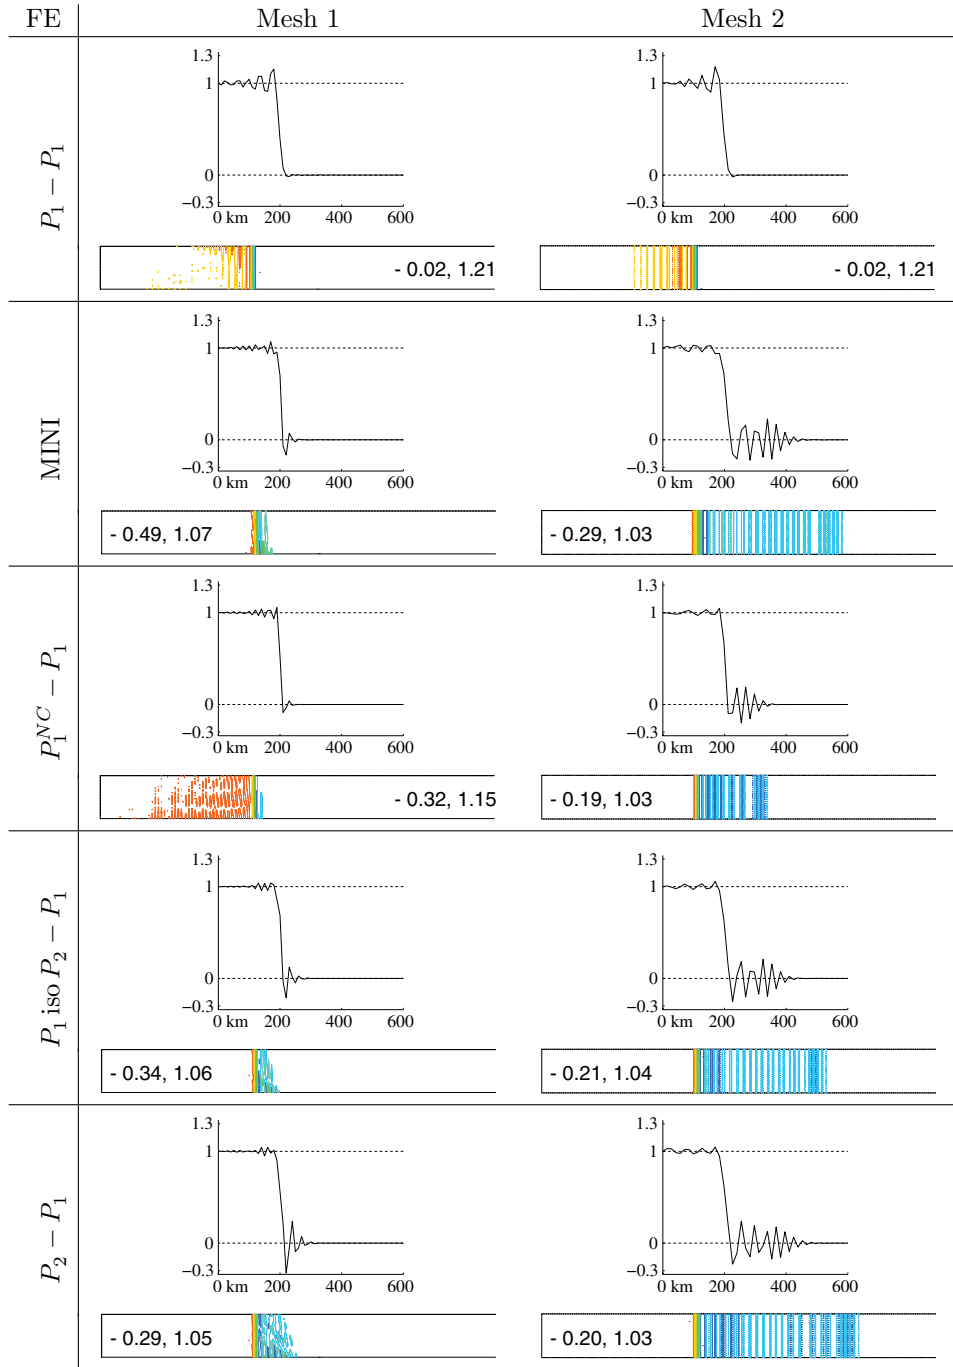 FE Mesh 1 Mesh 2
P1 − P1
1.3 1.3
1 1
0 0
−0.3 −0.3
0 km 200 400 600 0 km 200 400 600
- 0.02, 1.21 - 0.02, 1.21
MINI
1.3 1.3
1 1
0 0
−0.3 −0.3
0 km 200 400 600 0 km 200 400 600
- 0.49, 1.07 - 0.29, 1.03
P1^NC − P1
1.3 1.3
1 1
0 0
−0.3 −0.3
0 km 200 400 600 0 km 200 400 600
- 0.32, 1.15 - 0.19, 1.03
P1 iso P2 − P1
1.3 1.3
1 1
0 0
−0.3 −0.3
0 km 200 400 600 0 km 200 400 600
- 0.34, 1.06 - 0.21, 1.04
P2 − P1
1.3 1.3
1 1
0 0
−0.3 −0.3
0 km 200 400 600 0 km 200 400 600
- 0.29, 1.05 - 0.20, 1.03